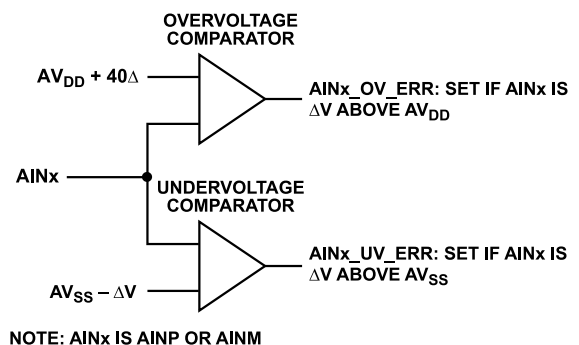 OVERVOLTAGE
COMPARATOR
AVDD + 40Δ
AINx_OV_ERR: SET IF AINx IS
ΔV ABOVE AVDD
AINx
UNDERVOLTAGE
COMPARATOR
AINx_UV_ERR: SET IF AINx IS
ΔV ABOVE AVSS
AVSS – ΔV
NOTE: AINx IS AINP OR AINM